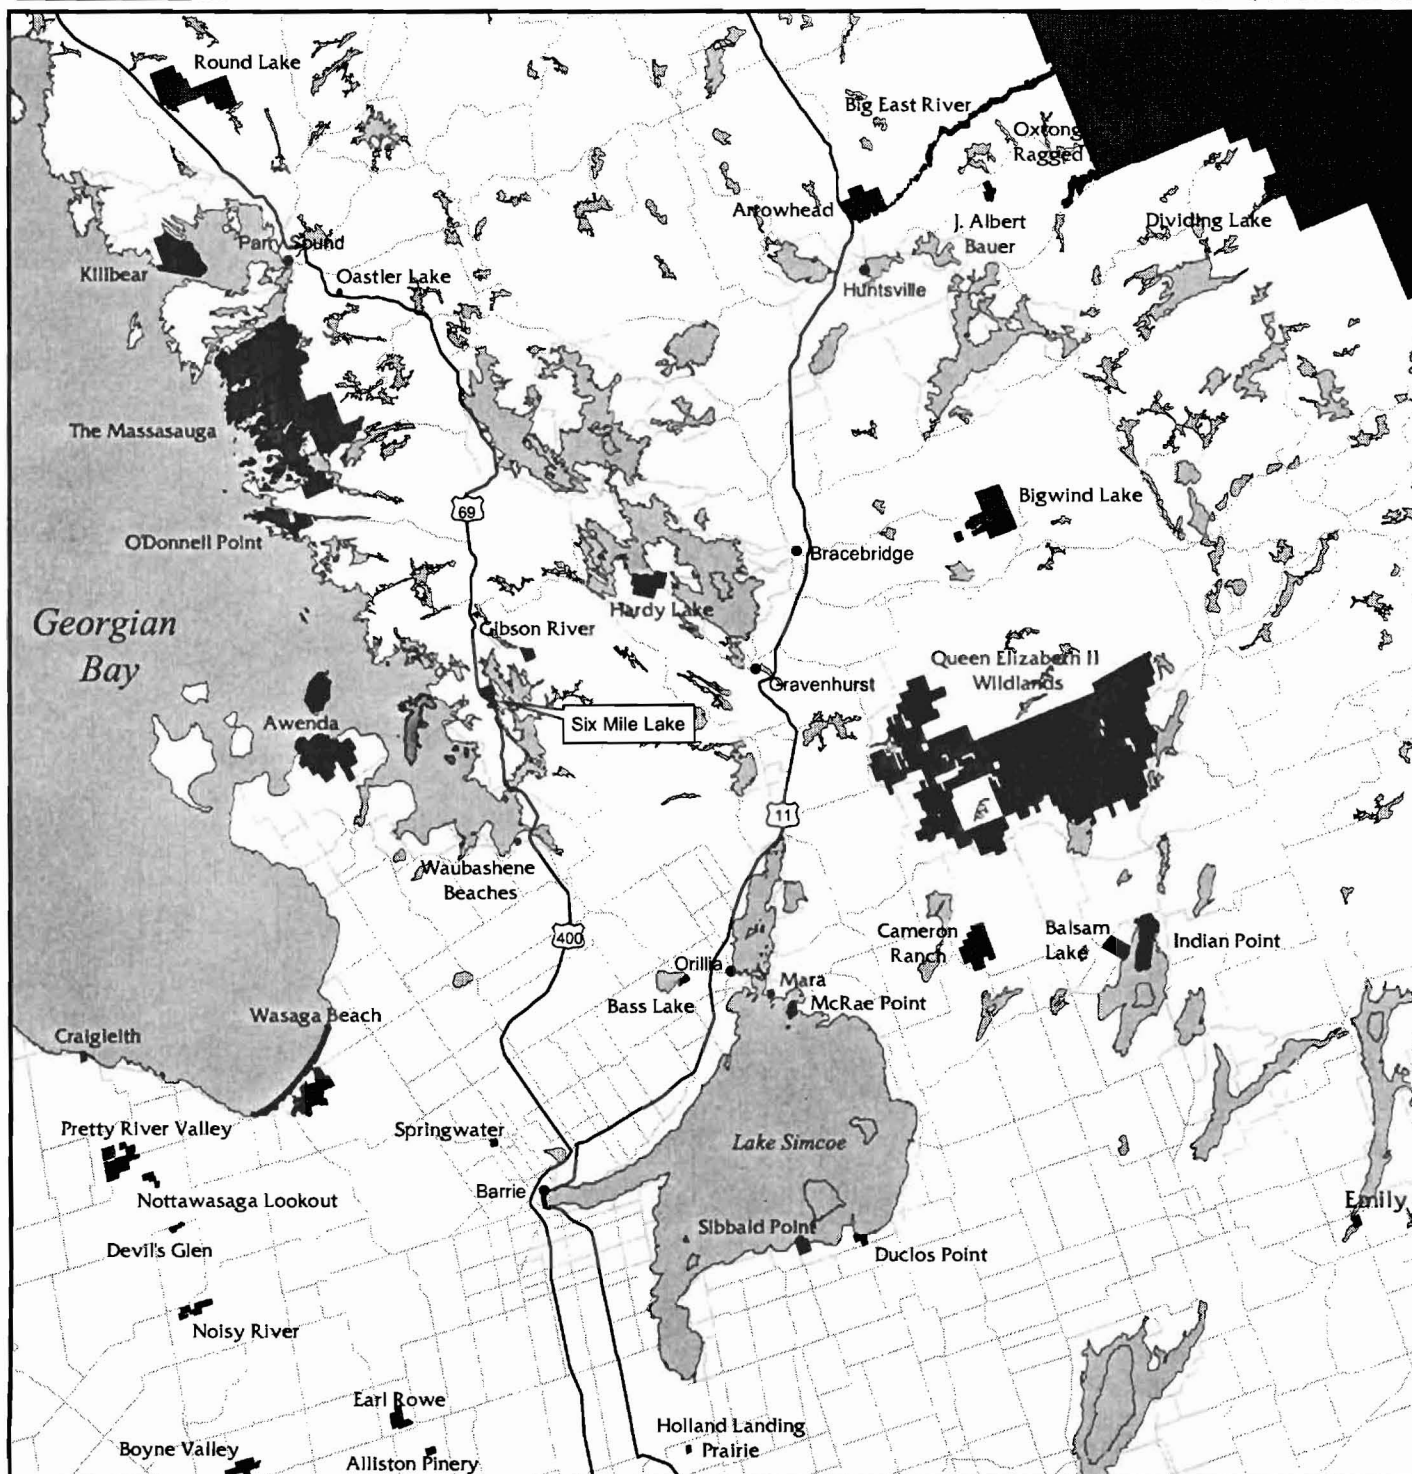 Round Lake
Big East River
Oxtong
Ragged
Arrowhead
J. Albert
Bauer
Dividing Lake
Parry Sound
Killbear
Oastler Lake
Huntsville
The Massasauga
69
Bigwind Lake
O'Donnell Point
Bracebridge
Hardy Lake
Georgian
Bay
Gibson River
Queen Elizabeth II
Wildlands
Gravenhurst
Awenda
Six Mile Lake
11
Waubashene
Beaches
400
Cameron
Ranch
Balsam
Lake
Indian Point
Orillia
Mara
Bass Lake
McRae Point
Wasaga Beach
Craigleith
Pretty River Valley
Springwater
Lake Simcoe
Nottawasaga Lookout
Barrie
Emily
Sibbald Point
Devil's Glen
Duclos Point
Noisy River
Earl Rowe
Holland Landing
Prairie
Boyne Valley
Alliston Pinery